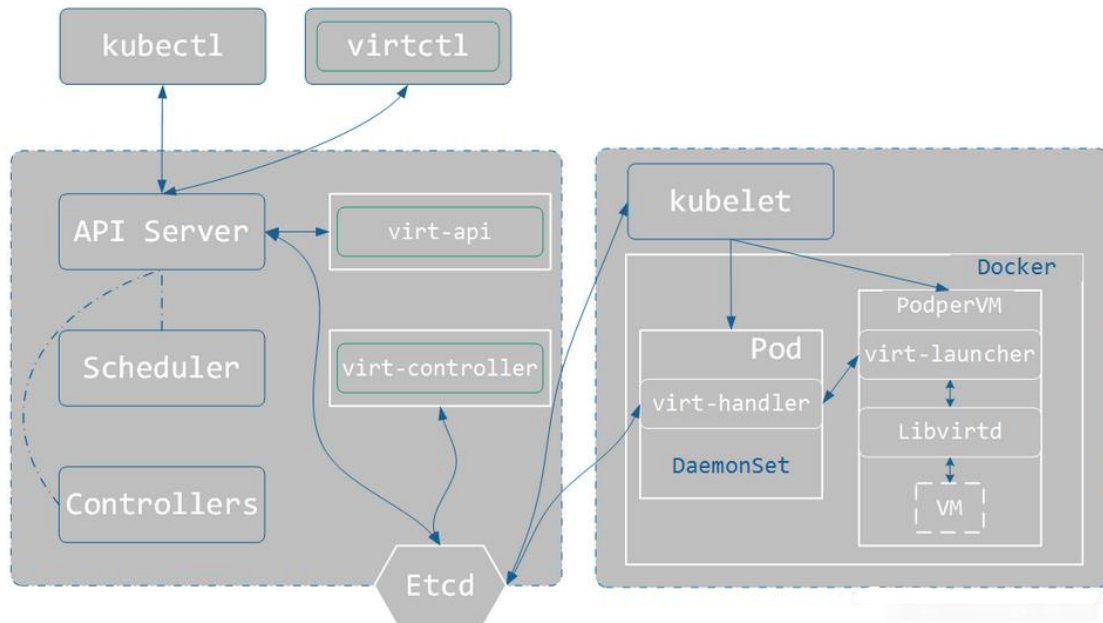 kubectl
virtctl
API Server
virt-api
Scheduler
virt-controller
Controllers
Etcd
kubelet
Docker
Pod
virt-handler
DaemonSet
PodperVM
virt-launcher
Libvirtd
VM